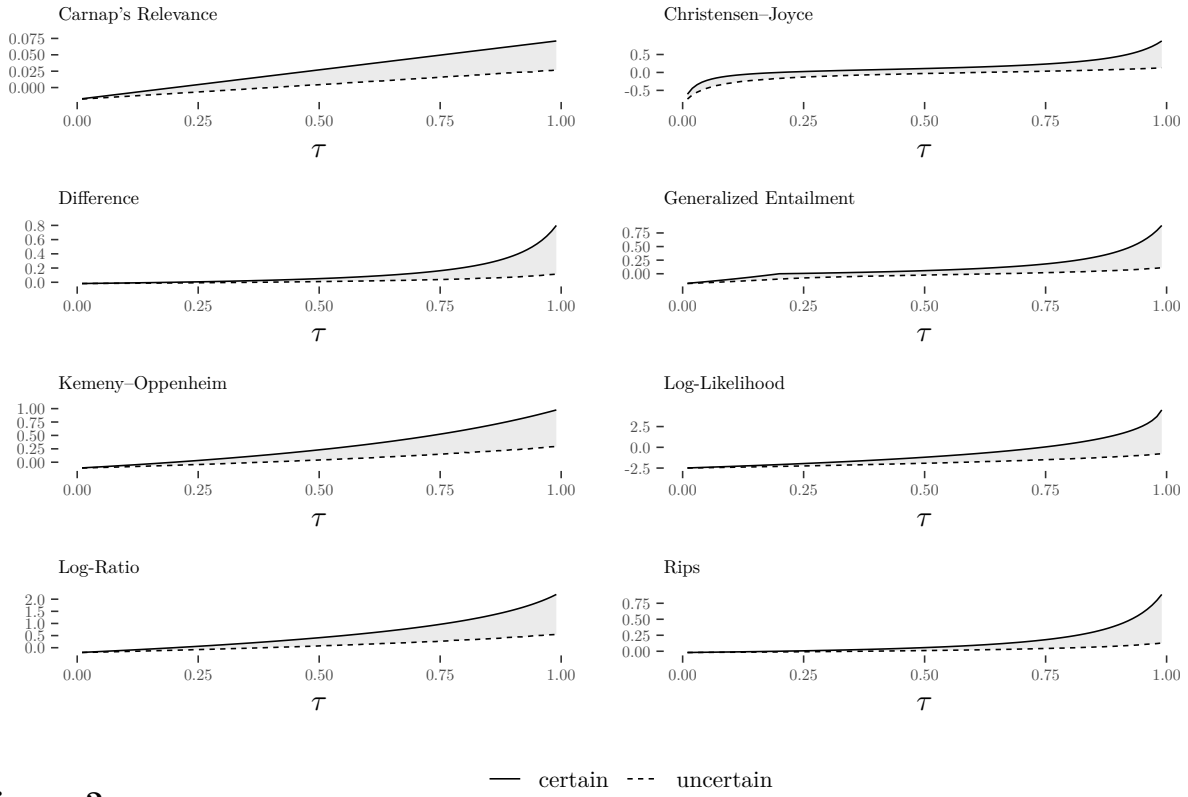 Carnap's Relevance
0.075
0.050
0.025
0.000
0.00 0.25 0.50 0.75 1.00
τ
Christensen–Joyce
0.5
0.0
-0.5
0.00 0.25 0.50 0.75 1.00
τ
Difference
0.8
0.6
0.4
0.2
0.0
0.00 0.25 0.50 0.75 1.00
τ
Generalized Entailment
0.75
0.50
0.25
0.00
0.00 0.25 0.50 0.75 1.00
τ
Kemeny–Oppenheim
1.00
0.75
0.50
0.25
0.00
0.00 0.25 0.50 0.75 1.00
τ
Log-Likelihood
2.5
0.0
-2.5
0.00 0.25 0.50 0.75 1.00
τ
Log-Ratio
2.0
1.5
1.0
0.5
0.0
0.00 0.25 0.50 0.75 1.00
τ
Rips
0.75
0.50
0.25
0.00
0.00 0.25 0.50 0.75 1.00
τ
certain uncertain